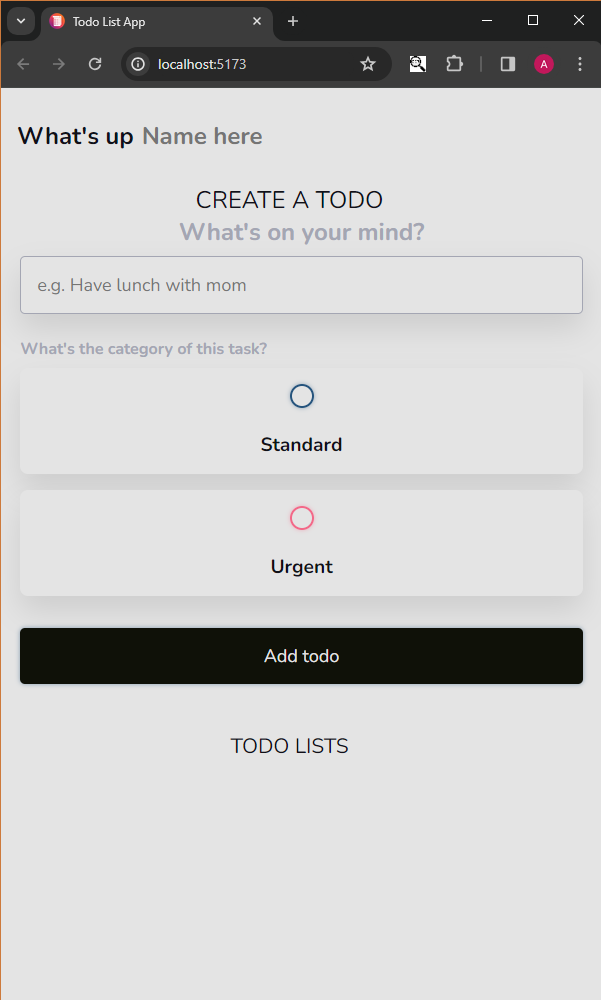 Todo List App
localhost:5173
A
What's up Name here
CREATE A TODO
What's on your mind?
e.g. Have lunch with mom
What's the category of this task?
Standard
Urgent
Add todo
TODO LISTS